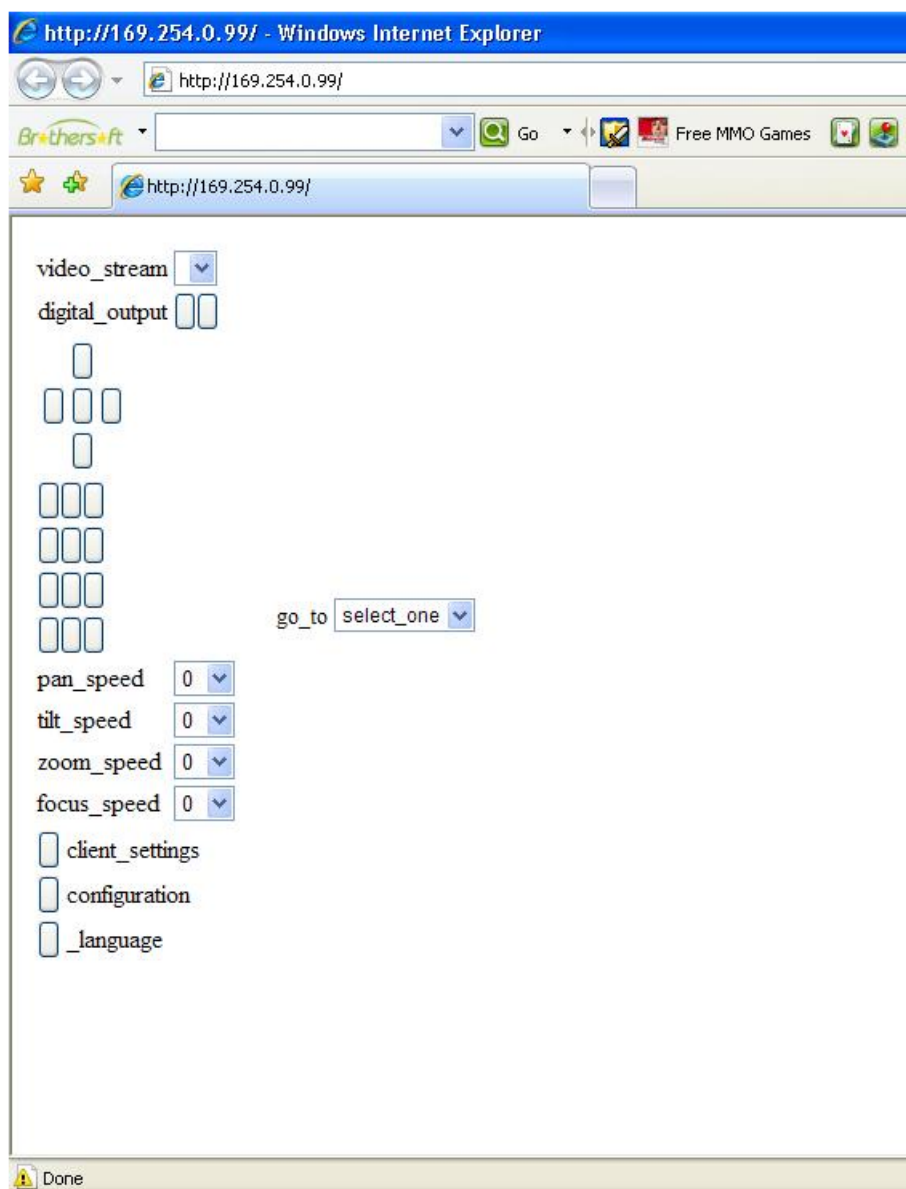 http://169.254.0.99/ - Windows Internet Explorer
http://169.254.0.99/
Brothersoft Go Free MMO Games
http://169.254.0.99/
video_stream
digital_output
go_to select_one
pan_speed 0
tilt_speed 0
zoom_speed 0
focus_speed 0
client_settings
configuration
_language
Done